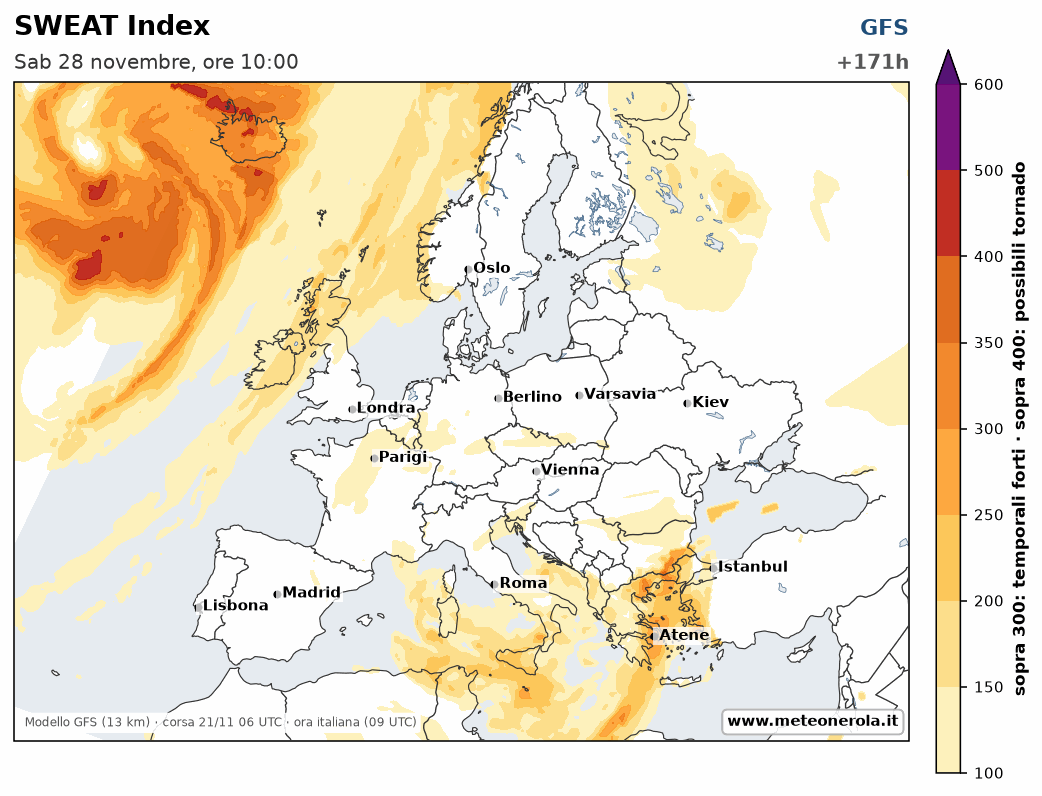 SWEAT Index
GFS
Sab 28 novembre, ore 10:00
+171h
Oslo
Berlino
Varsavia
Kiev
Londra
Parigi
Vienna
Istanbul
Roma
Madrid
Lisbona
Atene
Modello GFS (13 km) · corsa 21/11 06 UTC · ora italiana (09 UTC)
www.meteonerola.it
600
500
400
350
300
250
200
150
100
sopra 300: temporali forti · sopra 400: possibili tornado